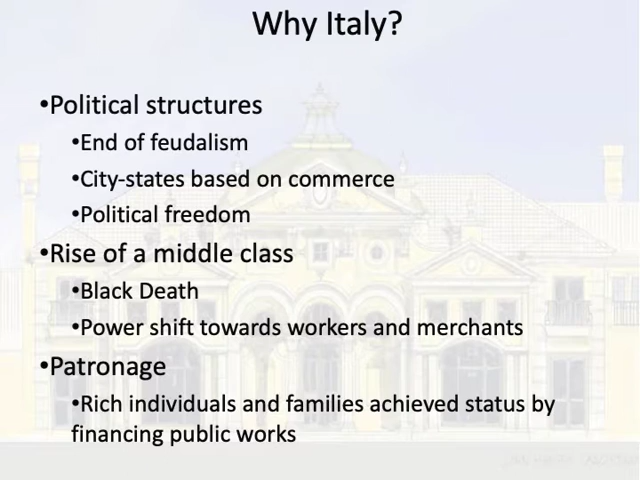 Why Italy?
•Political structures
•End of feudalism
•City-states based on commerce
•Political freedom
•Rise of a middle class
•Black Death
•Power shift towards workers and merchants
•Patronage
•Rich individuals and families achieved status by
financing public works